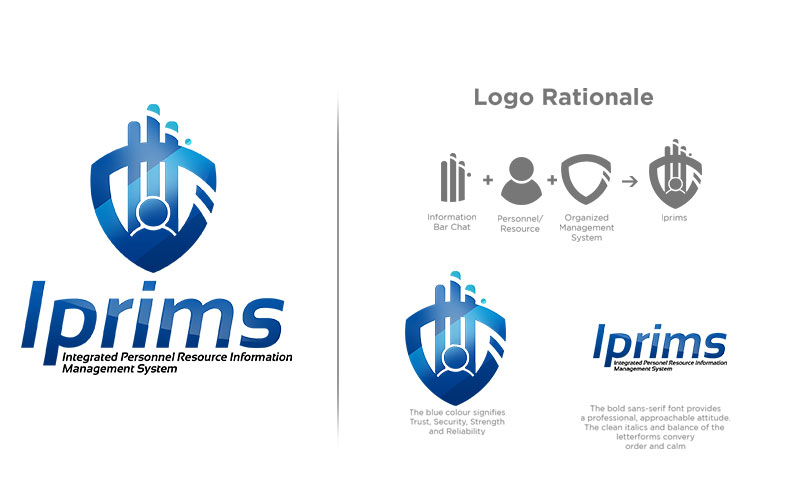 Iprims
Integrated Personnel Resource Information
Management System
Logo Rationale
Information
Bar Chat
Personnel/
Resource
Organized
Management
System
Iprims
The blue colour signifies
Trust, Security, Strength
and Reliability
Iprims
Integrated Personel Resource Information
Management System
The bold sans-serif font provides
a professional, approachable attitude.
The clean italics and balance of the
letterforms convery
order and calm